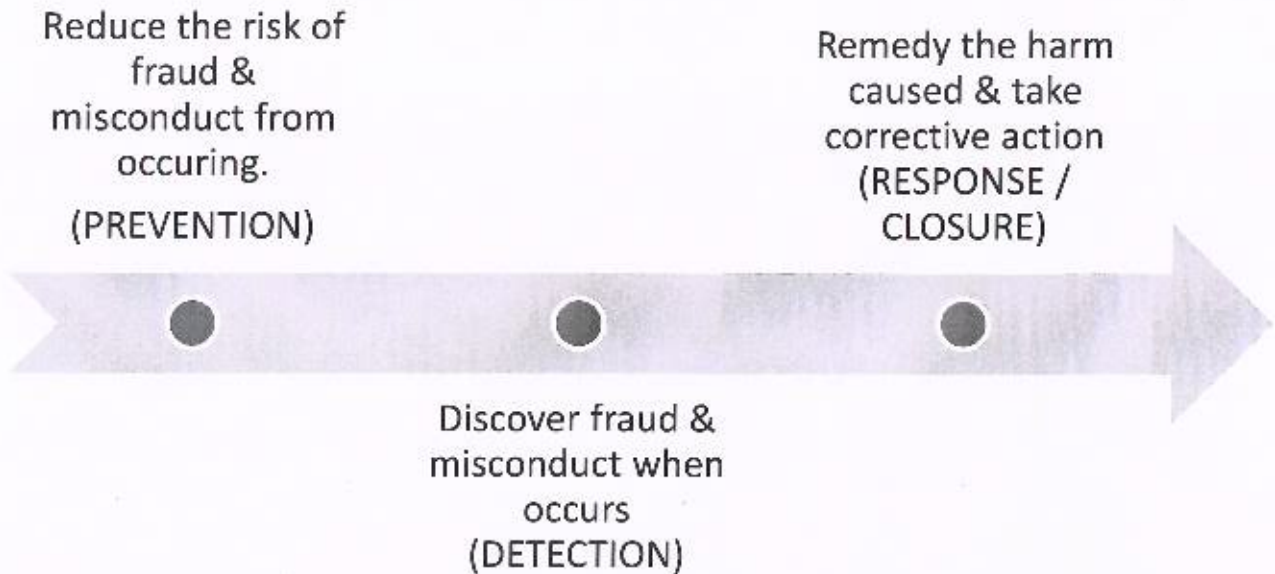 Reduce the risk of
fraud &
misconduct from
occuring.
(PREVENTION)
Discover fraud &
misconduct when
occurs
(DETECTION)
Remedy the harm
caused & take
corrective action
(RESPONSE /
CLOSURE)